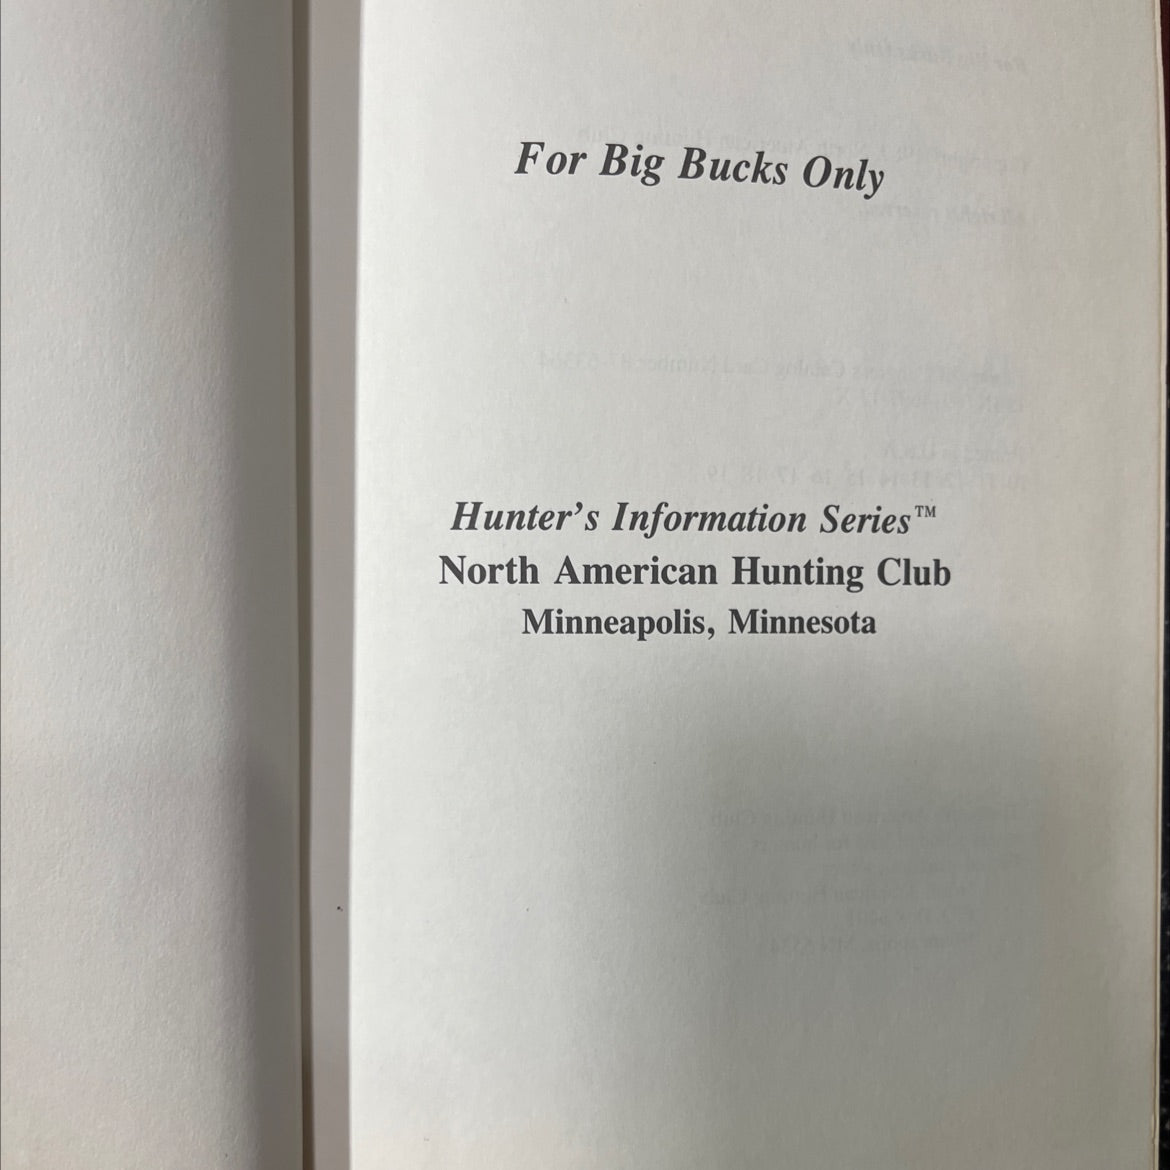 For Big Bucks Only
Hunter's Information Series™
North American Hunting Club
Minneapolis, Minnesota